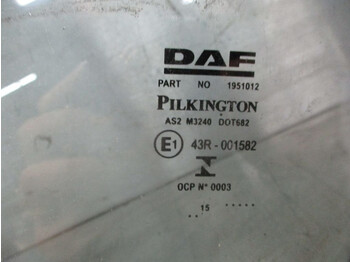 DAF
PART NO 1951012
PILKINGTON
AS2 M3240 DOT682
E1 43R-001582
N
OCP N° 0003
..15 ...